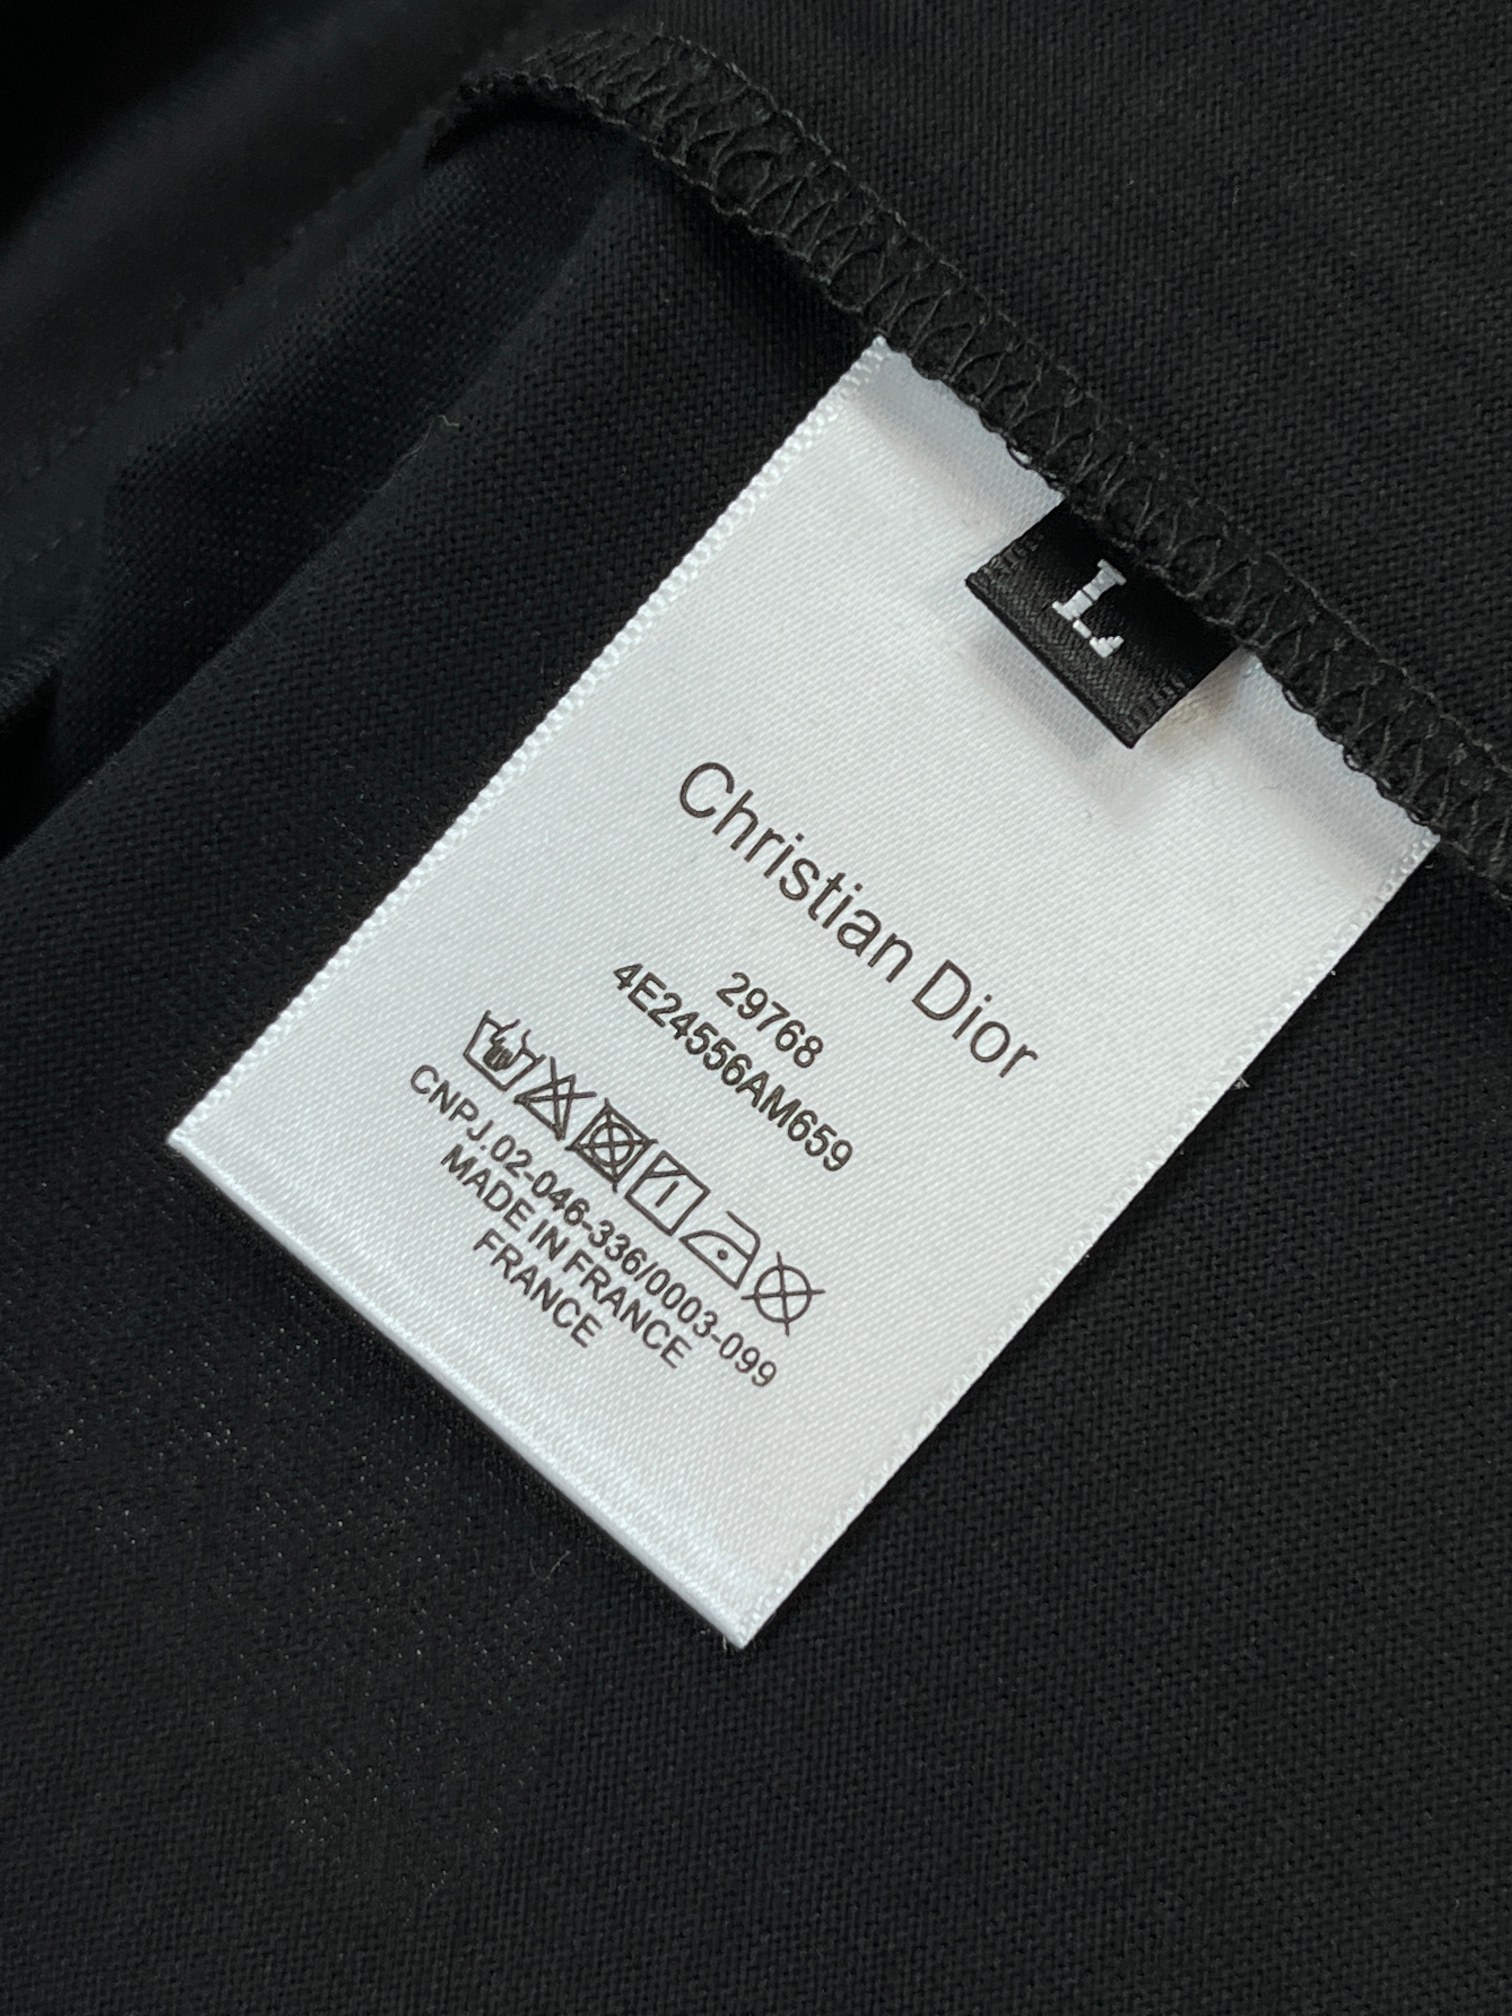 L
Christian Dior
29768
4E24556AM659
CNPJ.02-046-336/0003-099
MADE IN FRANCE
FRANCE